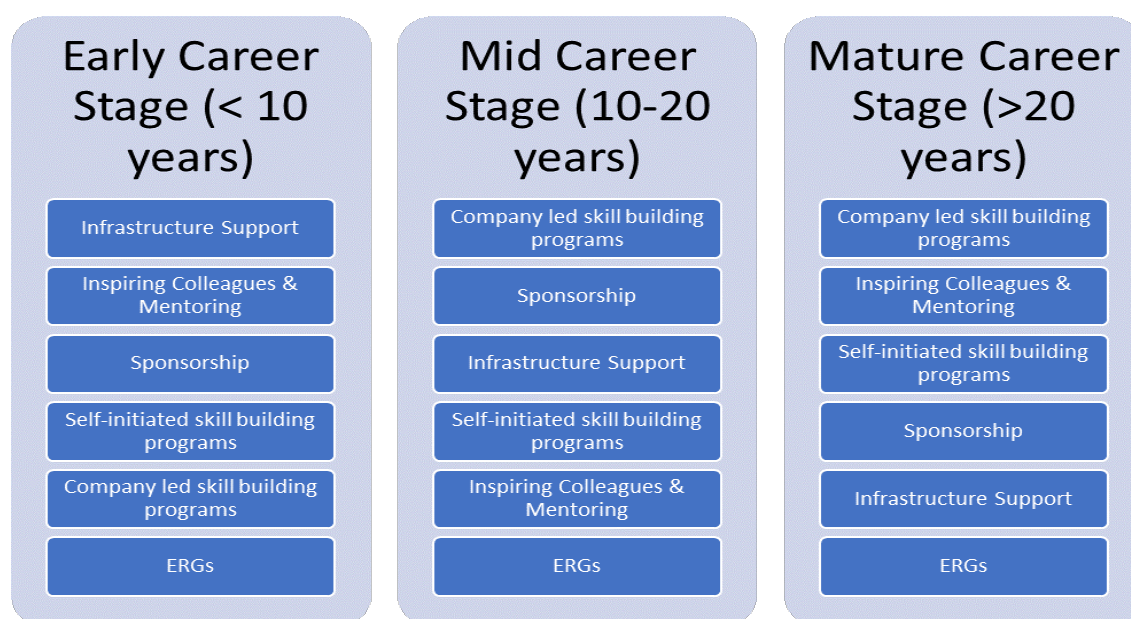 Early Career
Stage (< 10
years)
Infrastructure Support
Inspiring Colleagues &
Mentoring
Sponsorship
Self-initiated skill building
programs
Company led skill building
programs
ERGs
Mid Career
Stage (10-20
years)
Company led skill building
programs
Sponsorship
Infrastructure Support
Self-initiated skill building
programs
Inspiring Colleagues &
Mentoring
ERGs
Mature Career
Stage (>20
years)
Company led skill building
programs
Inspiring Colleagues &
Mentoring
Self-initiated skill building
programs
Sponsorship
Infrastructure Support
ERGs